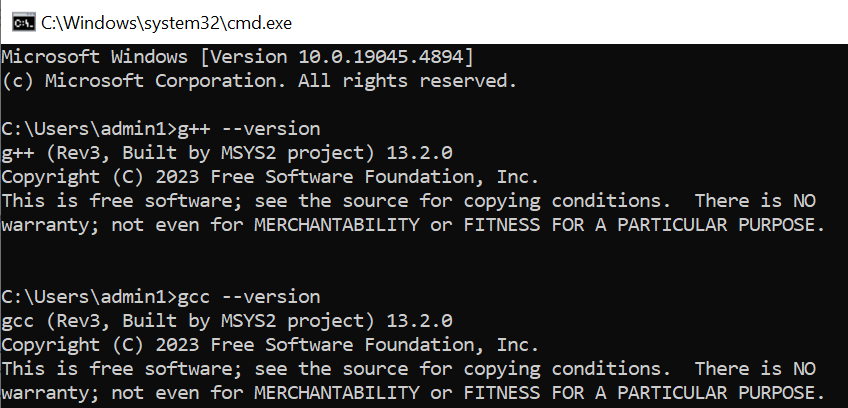 C:\Windows\system32\cmd.exe
Microsoft Windows [Version 10.0.19045.4894]
(c) Microsoft Corporation. All rights reserved.
C:\Users\admin1>g++ --version
g++ (Rev3, Built by MSYS2 project) 13.2.0
Copyright (C) 2023 Free Software Foundation, Inc.
This is free software; see the source for copying conditions.  There is NO
warranty; not even for MERCHANTABILITY or FITNESS FOR A PARTICULAR PURPOSE.
C:\Users\admin1>gcc --version
gcc (Rev3, Built by MSYS2 project) 13.2.0
Copyright (C) 2023 Free Software Foundation, Inc.
This is free software; see the source for copying conditions.  There is NO
warranty; not even for MERCHANTABILITY or FITNESS FOR A PARTICULAR PURPOSE.